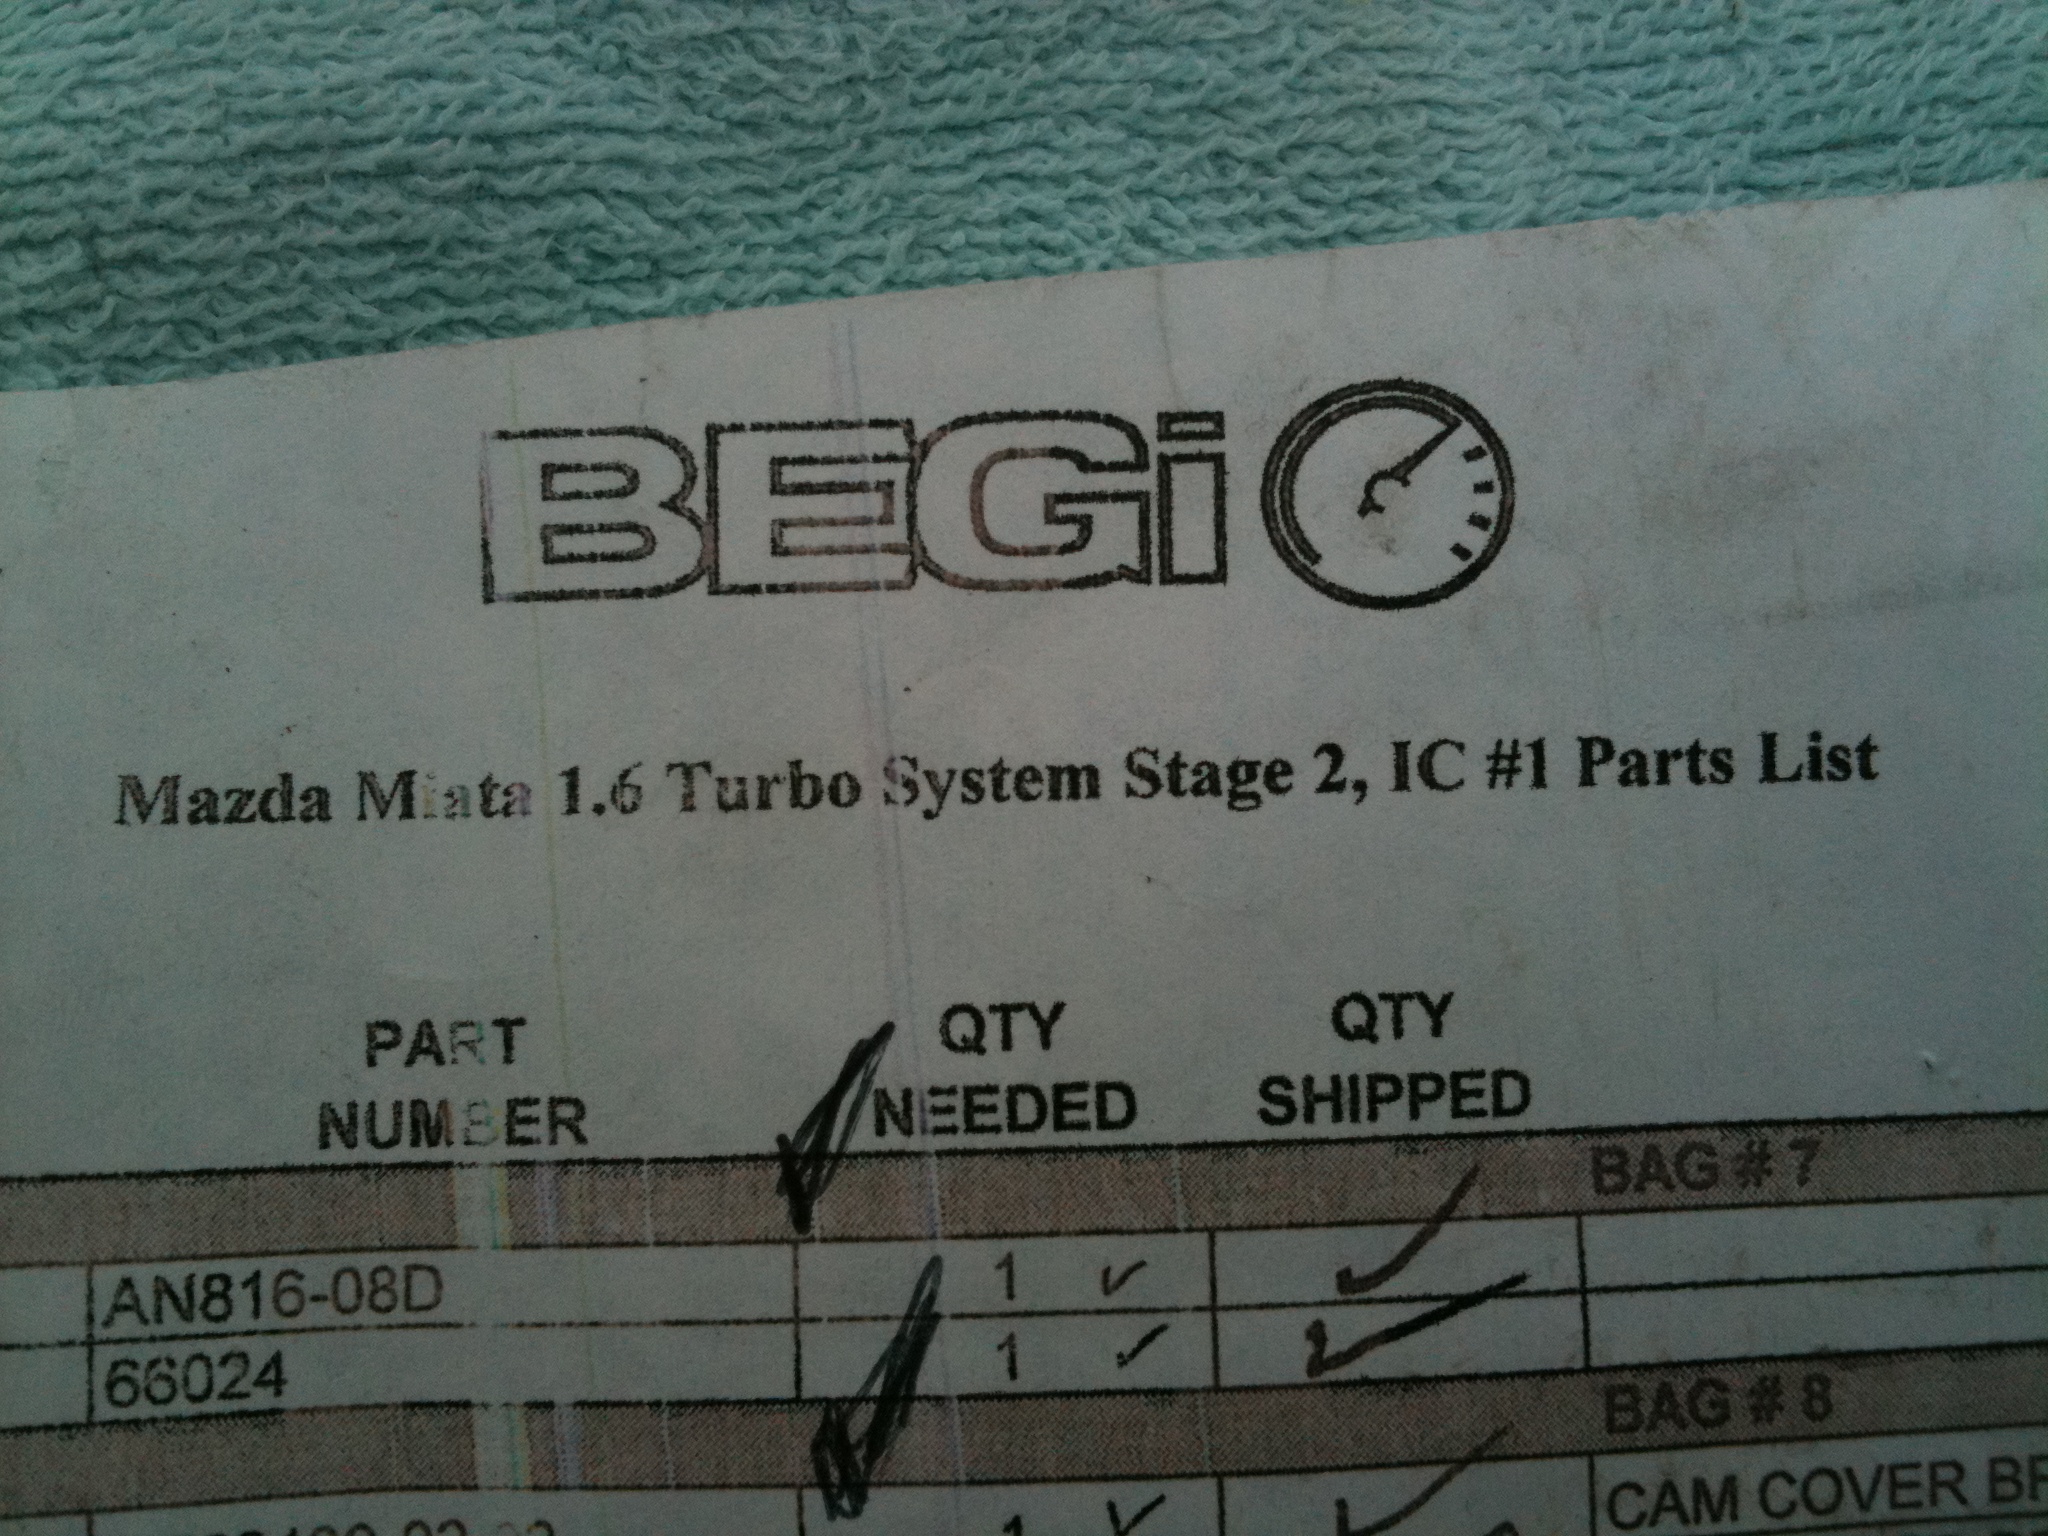 BEGi
Mazda Miata 1.6 Turbo System Stage 2, IC #1 Parts List
PART NUMBER
QTY NEEDED
QTY SHIPPED
BAG # 7
AN816-08D 1
66024 1
BAG # 8
1 CAM COVER